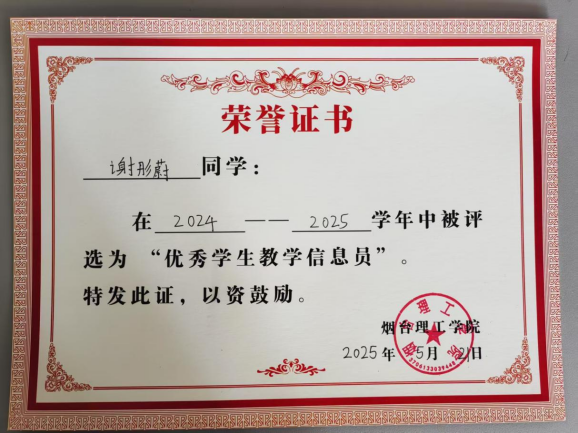 荣誉证书
谢彤蔚同学：
在2024——2025学年中被评
选为“优秀学生教学信息员”。
特发此证，以资鼓励。
烟台理工学院
2025年5月21日